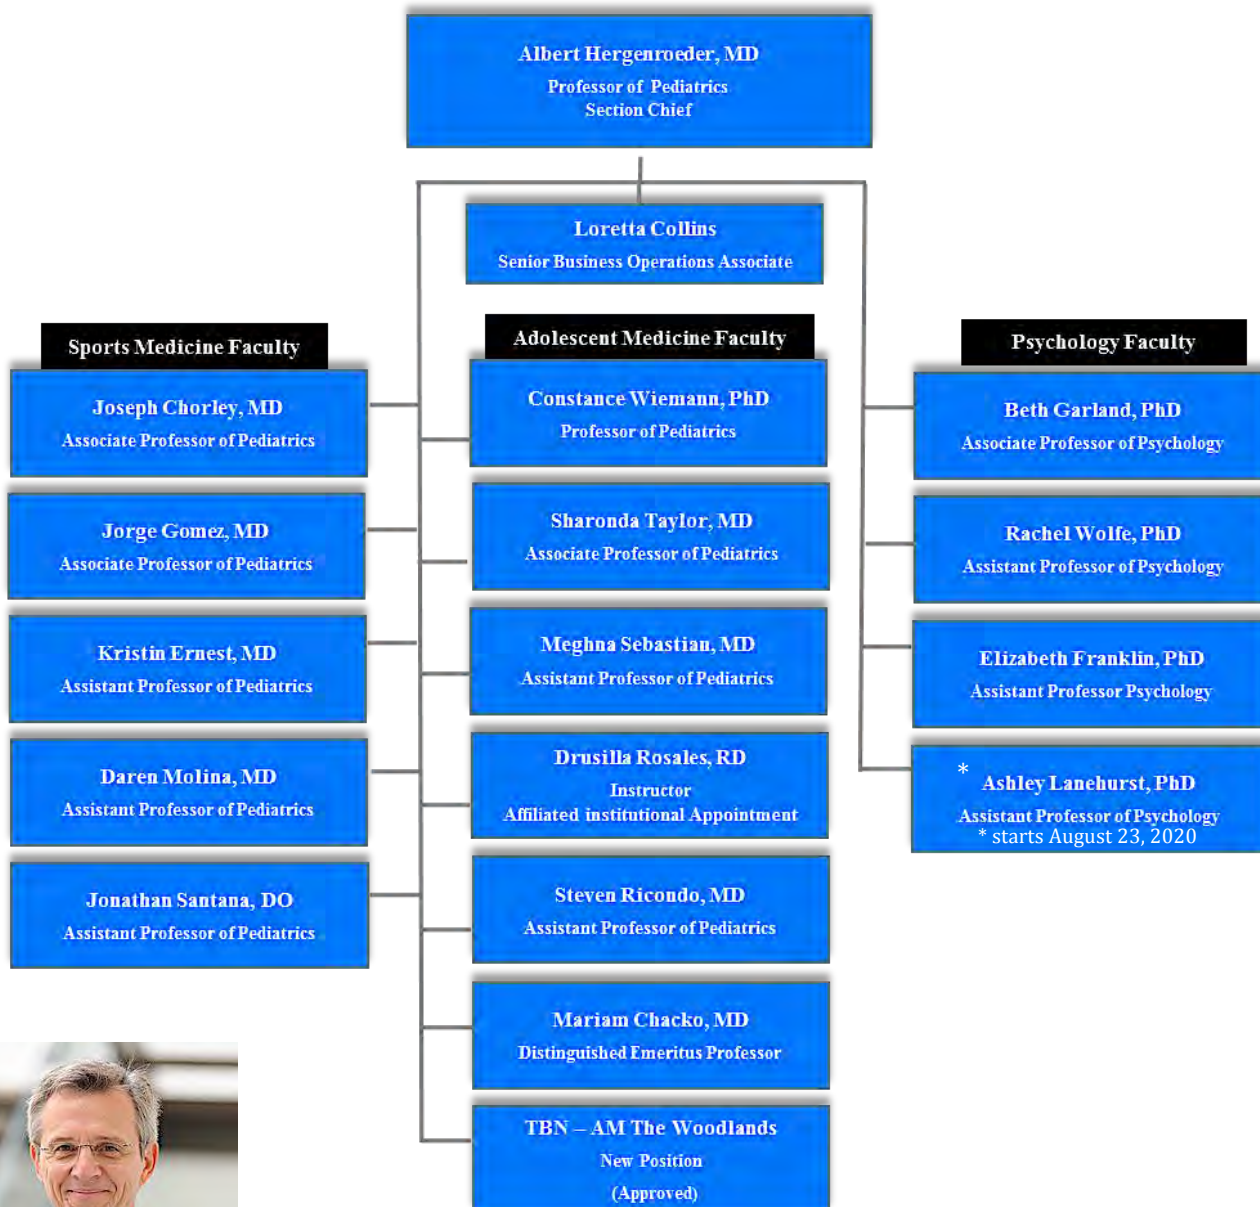 Albert Hergenroeder, MD
Professor of Pediatrics
Section Chief
Loretta Collins
Senior Business Operations Associate
Sports Medicine Faculty
Joseph Chorley, MD
Associate Professor of Pediatrics
Jorge Gomez, MD
Associate Professor of Pediatrics
Kristin Ernest, MD
Assistant Professor of Pediatrics
Daren Molina, MD
Assistant Professor of Pediatrics
Jonathan Santana, DO
Assistant Professor of Pediatrics
Adolescent Medicine Faculty
Constance Wiemann, PhD
Professor of Pediatrics
Sharonda Taylor, MD
Associate Professor of Pediatrics
Meghna Sebastian, MD
Assistant Professor of Pediatrics
Drusilla Rosales, RD
Instructor
Affiliated institutional Appointment
Steven Ricondo, MD
Assistant Professor of Pediatrics
Mariam Chacko, MD
Distinguished Emeritus Professor
TBN – AM The Woodlands
New Position
(Approved)
Psychology Faculty
Beth Garland, PhD
Associate Professor of Psychology
Rachel Wolfe, PhD
Assistant Professor of Psychology
Elizabeth Franklin, PhD
Assistant Professor Psychology
* Ashley Lanehurst, PhD
Assistant Professor of Psychology
* starts August 23, 2020